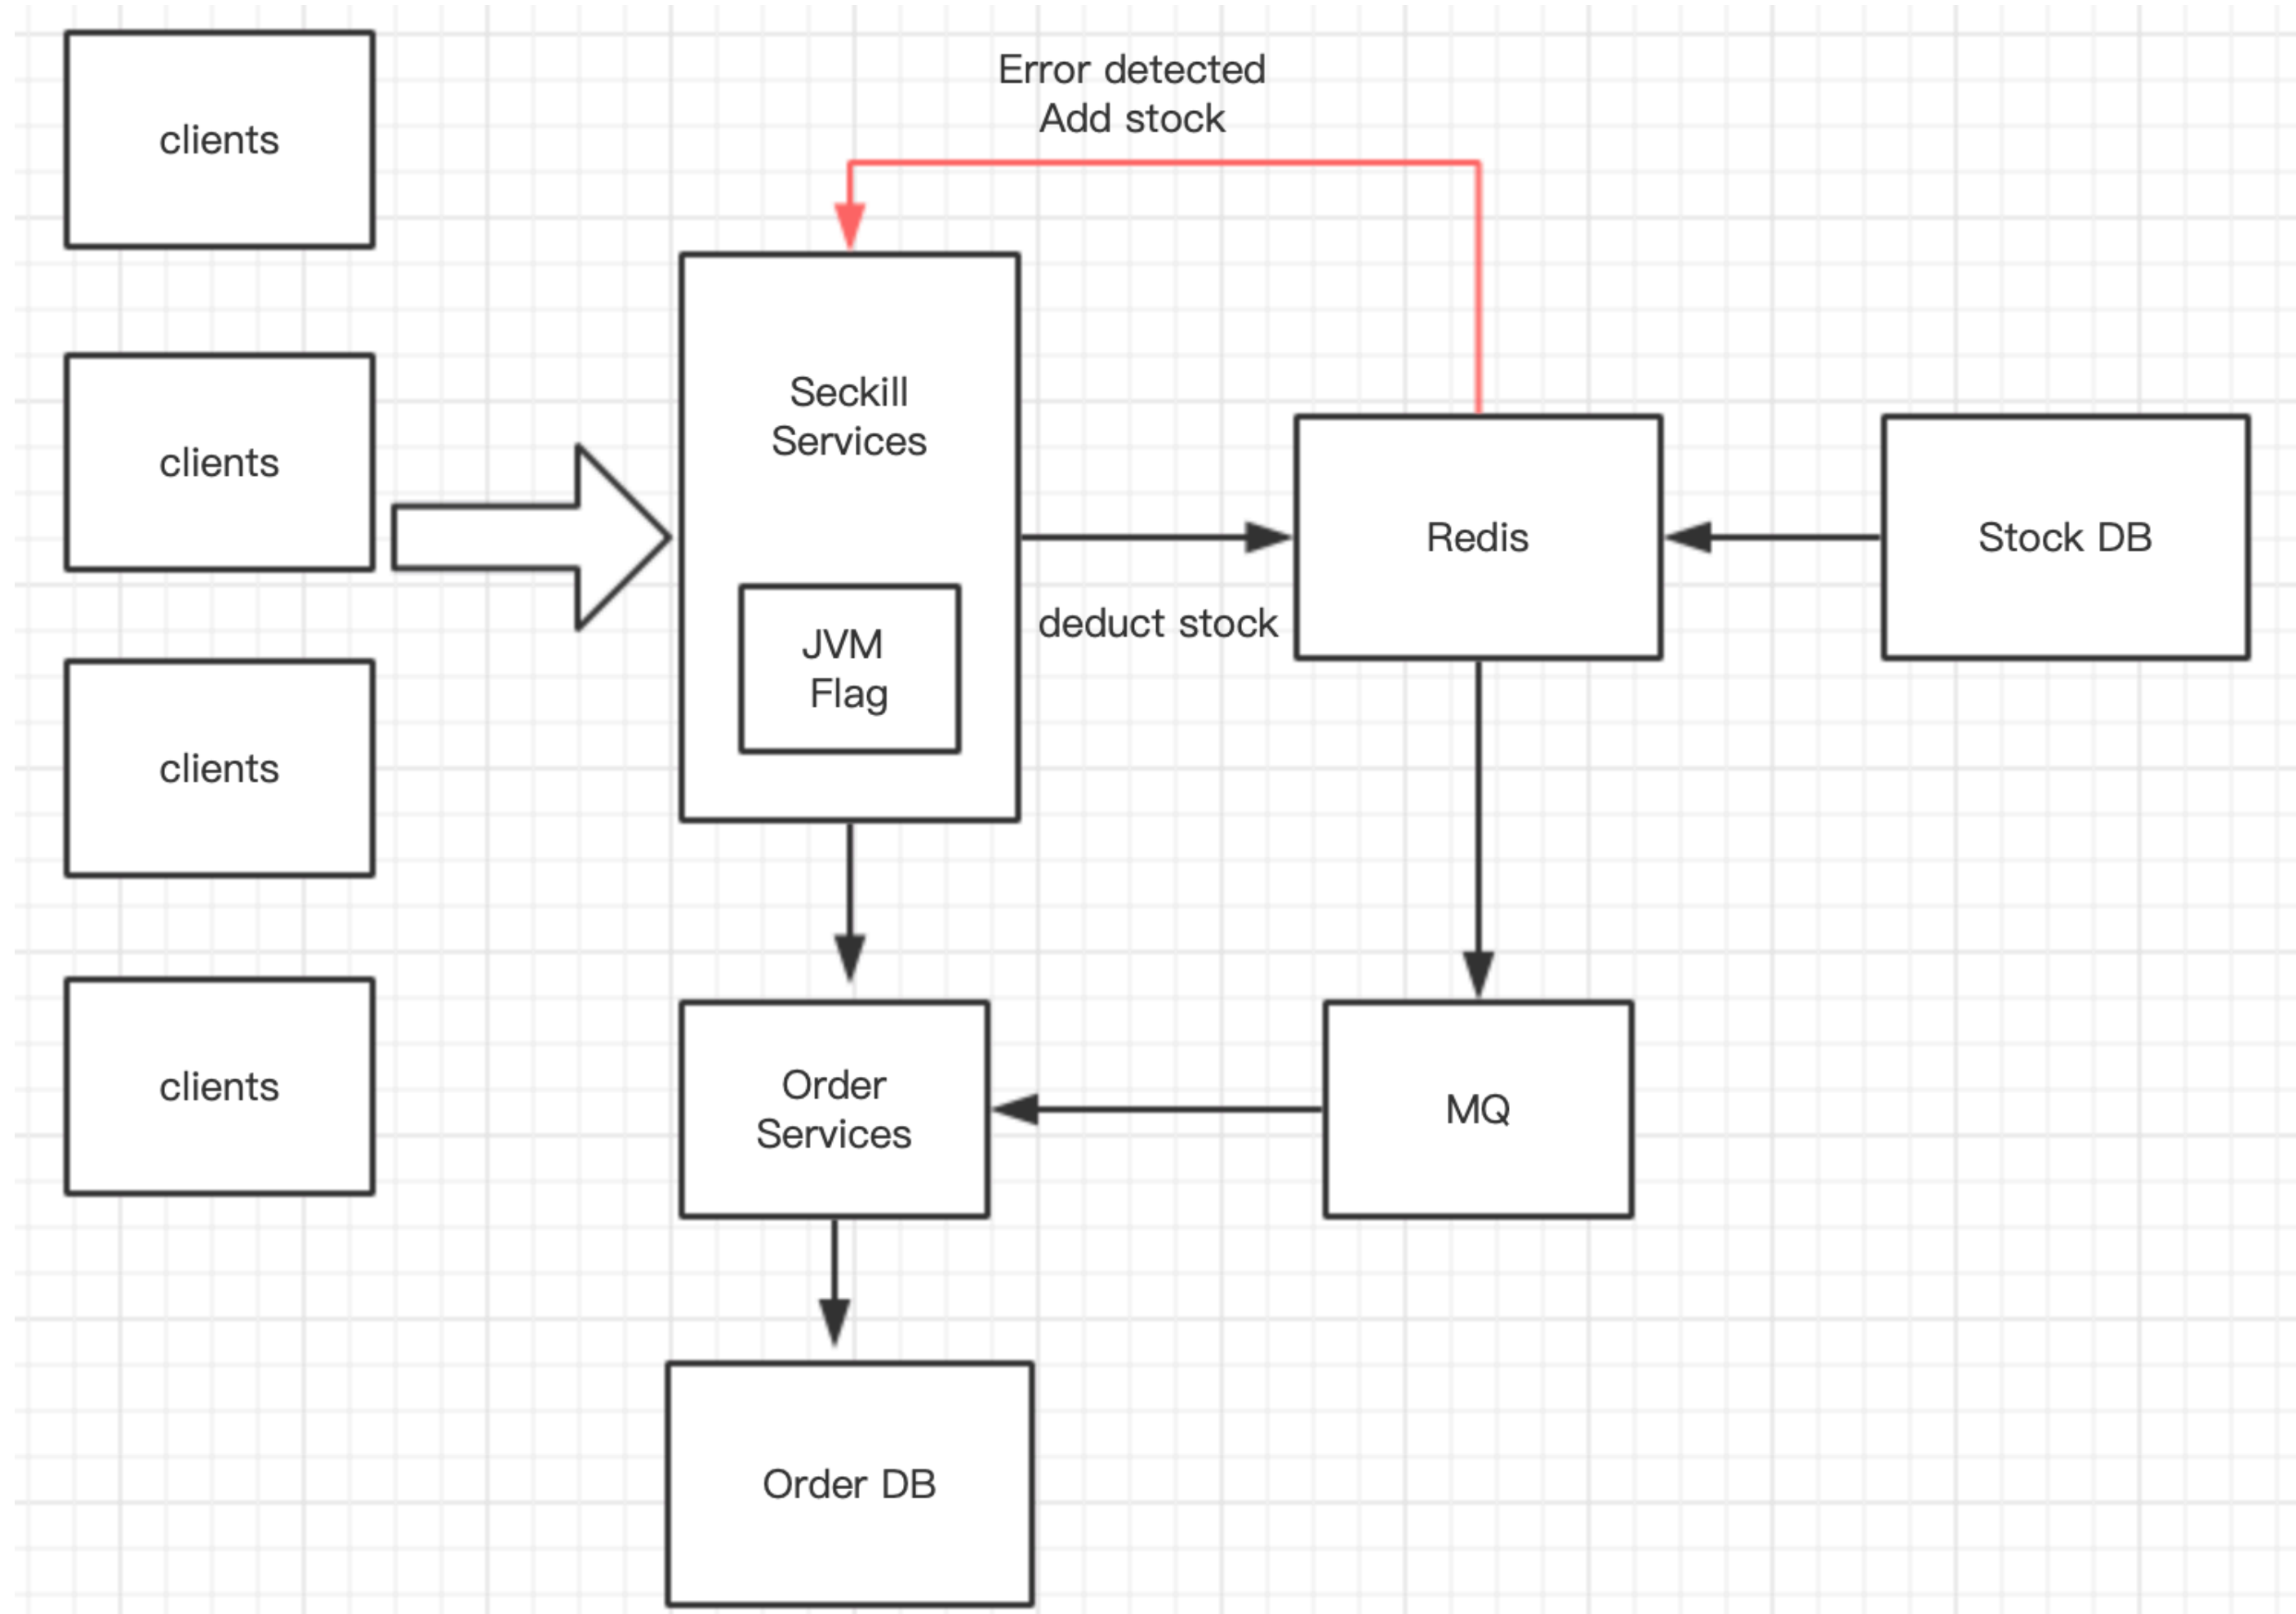 clients
clients
clients
clients
Error detected
Add stock
Seckill
Services
JVM
Flag
deduct stock
Redis
Stock DB
Order
Services
MQ
Order DB